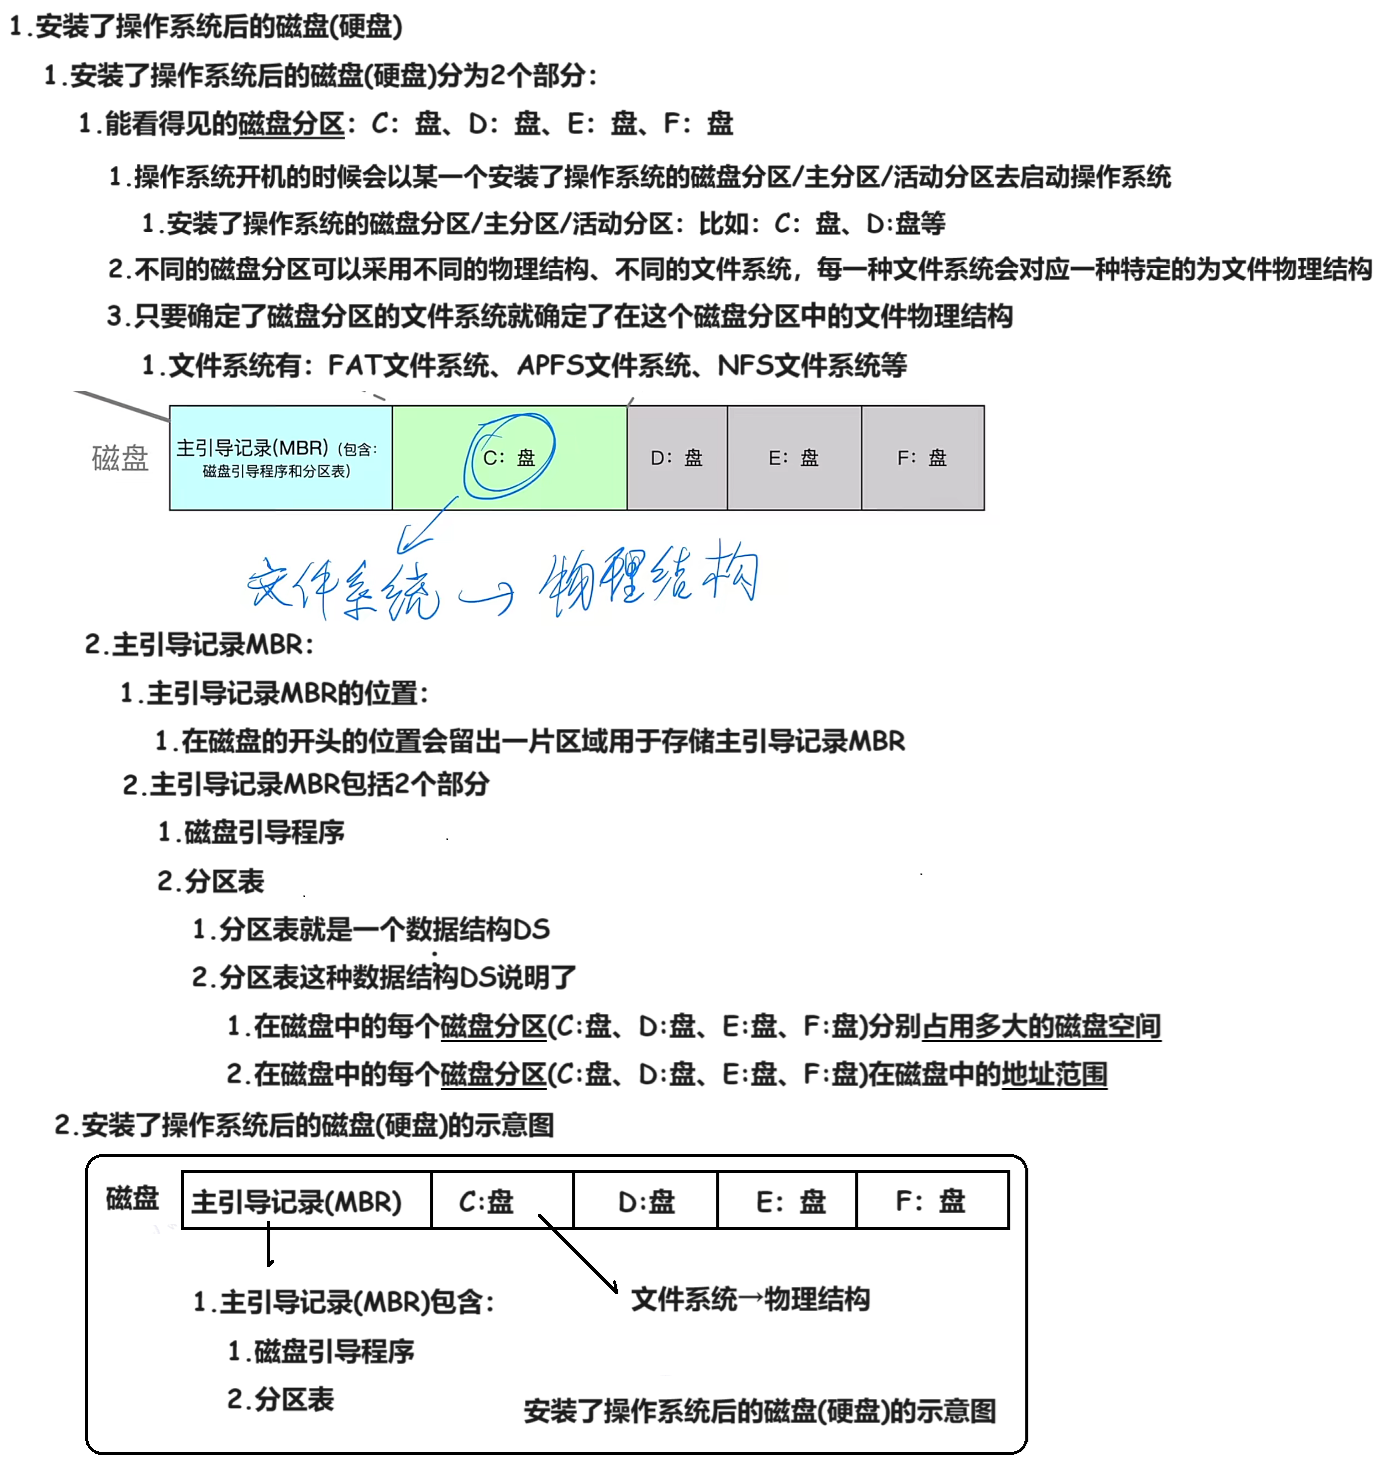 1.安装了操作系统后的磁盘(硬盘)
1.安装了操作系统后的磁盘(硬盘)分为2个部分：
1.能看得见的磁盘分区：C：盘、D：盘、E：盘、F：盘
1.操作系统开机的时候会以某一个安装了操作系统的磁盘分区/主分区/活动分区去启动操作系统
1.安装了操作系统的磁盘分区/主分区/活动分区：比如：C：盘、D:盘等
2.不同的磁盘分区可以采用不同的物理结构、不同的文件系统，每一种文件系统会对应一种特定的为文件物理结构
3.只要确定了磁盘分区的文件系统就确定了在这个磁盘分区中的文件物理结构
1.文件系统有：FAT文件系统、APFS文件系统、NFS文件系统等
磁盘 主引导记录(MBR)（包含：磁盘引导程序和分区表） C：盘 D：盘 E：盘 F：盘
文件系统→物理结构
2.主引导记录MBR：
1.主引导记录MBR的位置：
1.在磁盘的开头的位置会留出一片区域用于存储主引导记录MBR
2.主引导记录MBR包括2个部分
1.磁盘引导程序
2.分区表
1.分区表就是一个数据结构DS
2.分区表这种数据结构DS说明了
1.在磁盘中的每个磁盘分区(C:盘、D:盘、E:盘、F:盘)分别占用多大的磁盘空间
2.在磁盘中的每个磁盘分区(C:盘、D:盘、E:盘、F:盘)在磁盘中的地址范围
2.安装了操作系统后的磁盘(硬盘)的示意图
磁盘 主引导记录(MBR) C:盘 D:盘 E：盘 F：盘
1.主引导记录(MBR)包含： 文件系统→物理结构
1.磁盘引导程序
2.分区表
安装了操作系统后的磁盘(硬盘)的示意图